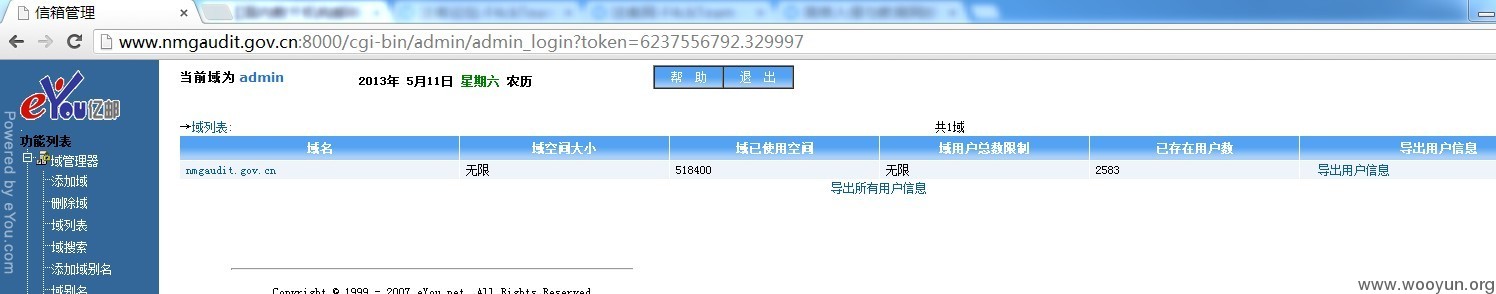 信箱管理
www.nmgaudit.gov.cn:8000/cgi-bin/admin/admin_login?token=6237556792.329997
eYou亿邮
Powered by eYou.com
功能列表
域管理器
添加域
删除域
域列表
域搜索
添加域别名
域别名
当前域为 admin 2013年 5月11日 星期六 农历 帮 助 退 出
→域列表: 共1域
域名 域空间大小 域已使用空间 域用户总数限制 已存在用户数 导出用户信息
nmgaudit.gov.cn 无限 518400 无限 2583 导出用户信息
导出所有用户信息
Copyright © 1999 - 2007 eYou.net. All Rights Reserved
www.wooyun.org